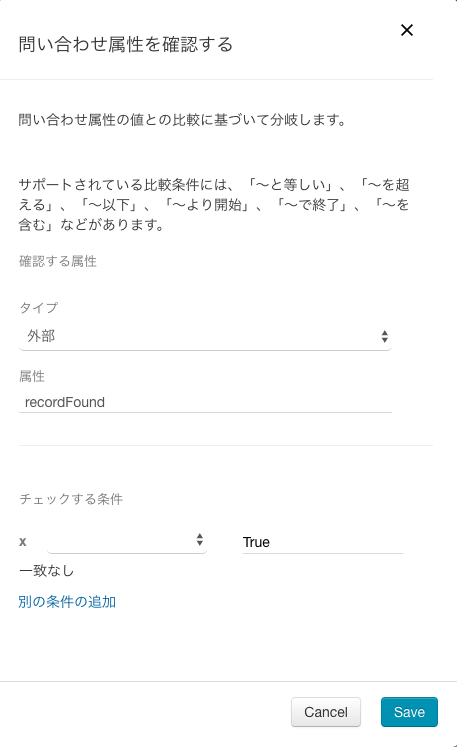 問い合わせ属性を確認する
問い合わせ属性の値との比較に基づいて分岐します。
サポートされている比較条件には、「～と等しい」、「～を超
える」、「～以下」、「～より開始」、「～で終了」、「～を
含む」などがあります。
確認する属性
タイプ
外部
属性
recordFound
チェックする条件
x True
一致なし
別の条件の追加
Cancel Save